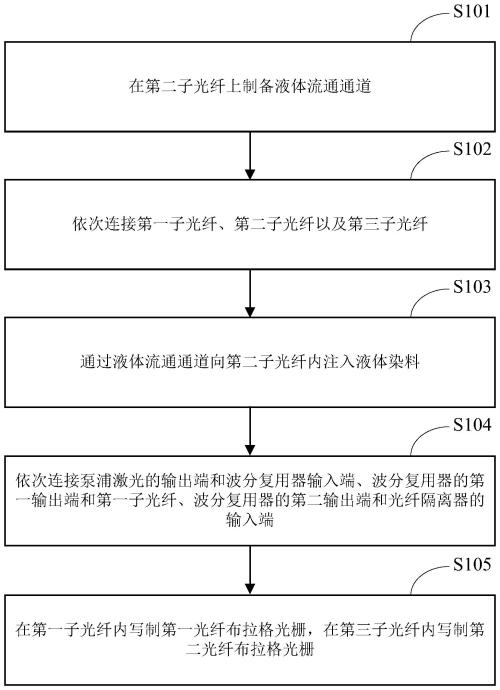 S101
在第二子光纤上制备液体流通通道
S102
依次连接第一子光纤、第二子光纤以及第三子光纤
S103
通过液体流通通道向第二子光纤内注入液体染料
S104
依次连接泵浦激光的输出端和波分复用器输入端、波分复用器的第
一输出端和第一子光纤、波分复用器的第二输出端和光纤隔离器的
输入端
S105
在第一子光纤内写制第一光纤布拉格光栅，在第三子光纤内写制第
二光纤布拉格光栅